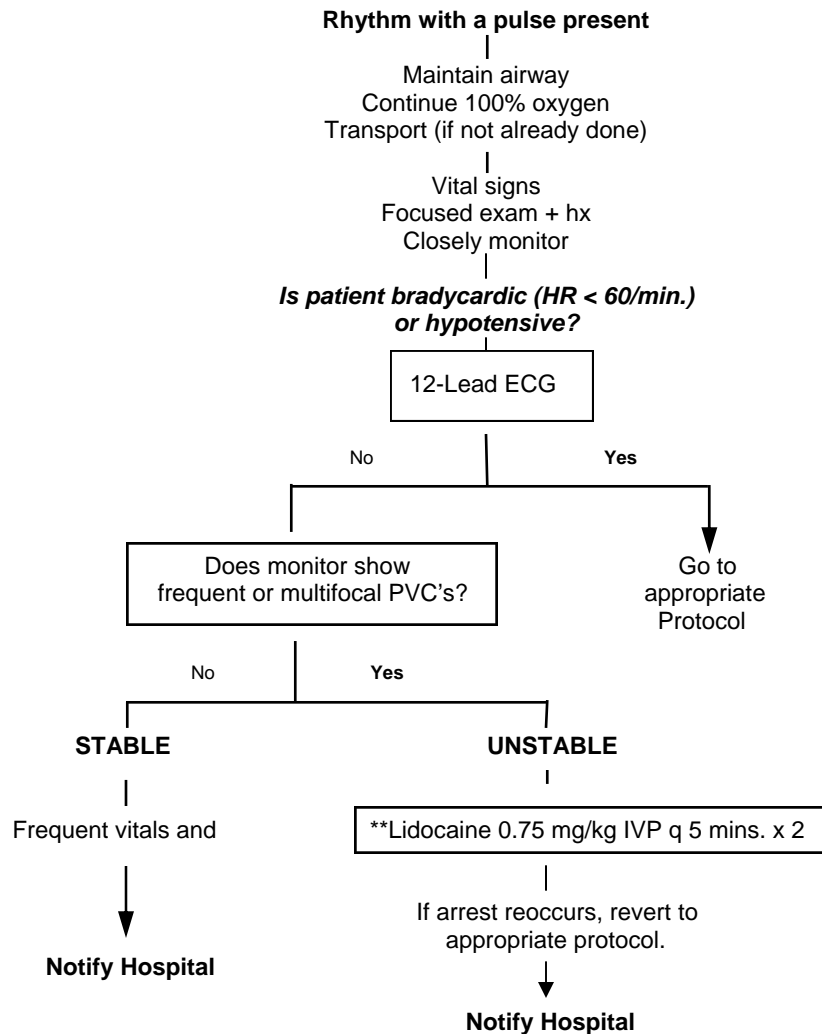 Rhythm with a pulse present
Maintain airway
Continue 100% oxygen
Transport (if not already done)
Vital signs
Focused exam + hx
Closely monitor
Is patient bradycardic (HR < 60/min.)
or hypotensive?
12-Lead ECG
No
Yes
Does monitor show
frequent or multifocal PVC's?
Go to
appropriate
Protocol
No
Yes
STABLE
UNSTABLE
Frequent vitals and
**Lidocaine 0.75 mg/kg IVP q 5 mins. x 2
If arrest reoccurs, revert to
appropriate protocol.
Notify Hospital
Notify Hospital